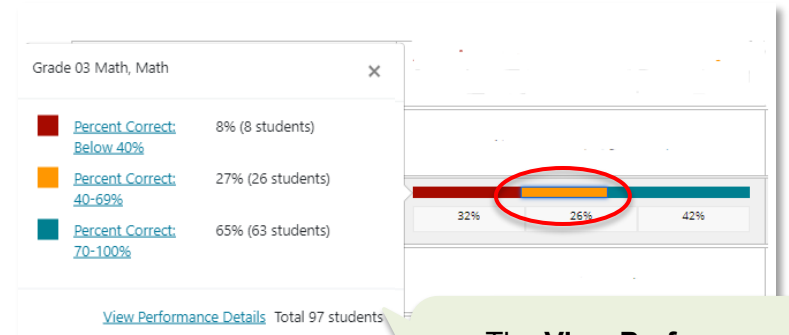 Grade 03 Math, Math ×
Percent Correct: Below 40% 8% (8 students)
Percent Correct: 40-69% 27% (26 students)
Percent Correct: 70-100% 65% (63 students)
32% 26% 42%
View Performance Details Total 97 students
The View